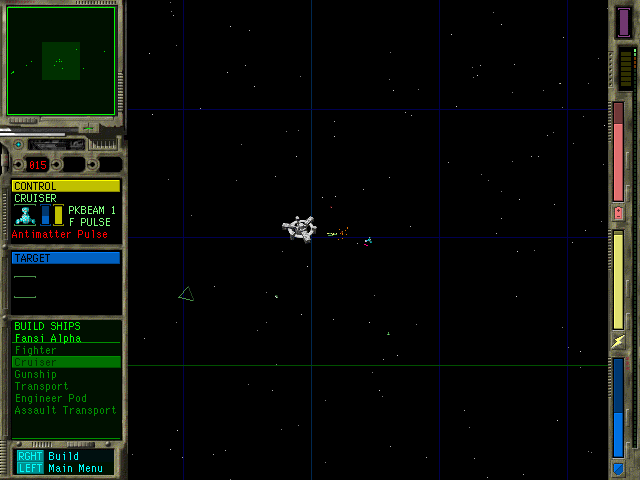 015
CONTROL
CRUISER
PKBEAM 1
F PULSE
Antimatter Pulse
TARGET
BUILD SHIPS
Fansi Alpha
Fighter
Cruiser
Gunship
Transport
Engineer Pod
Assault Transport
RGHT Build
LEFT Main Menu